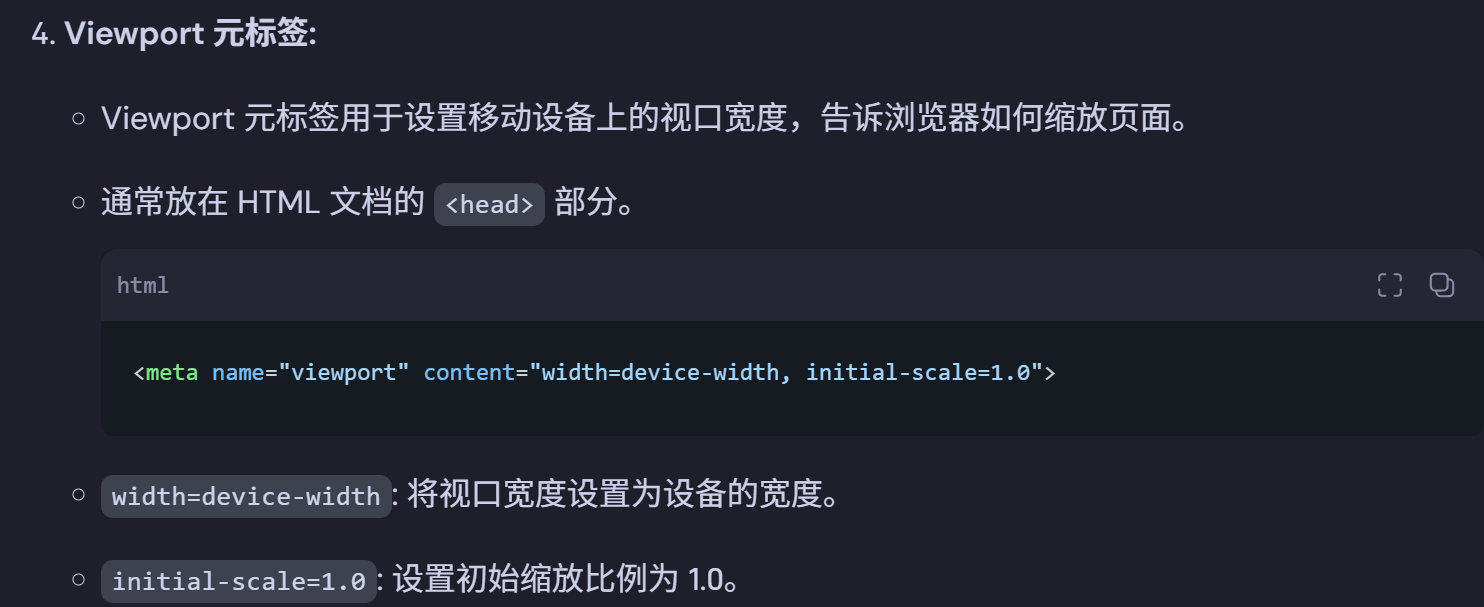 4. Viewport 元标签:
○ Viewport 元标签用于设置移动设备上的视口宽度，告诉浏览器如何缩放页面。
○ 通常放在 HTML 文档的 <head> 部分。
html
<meta name="viewport" content="width=device-width, initial-scale=1.0">
○ width=device-width: 将视口宽度设置为设备的宽度。
○ initial-scale=1.0: 设置初始缩放比例为 1.0。